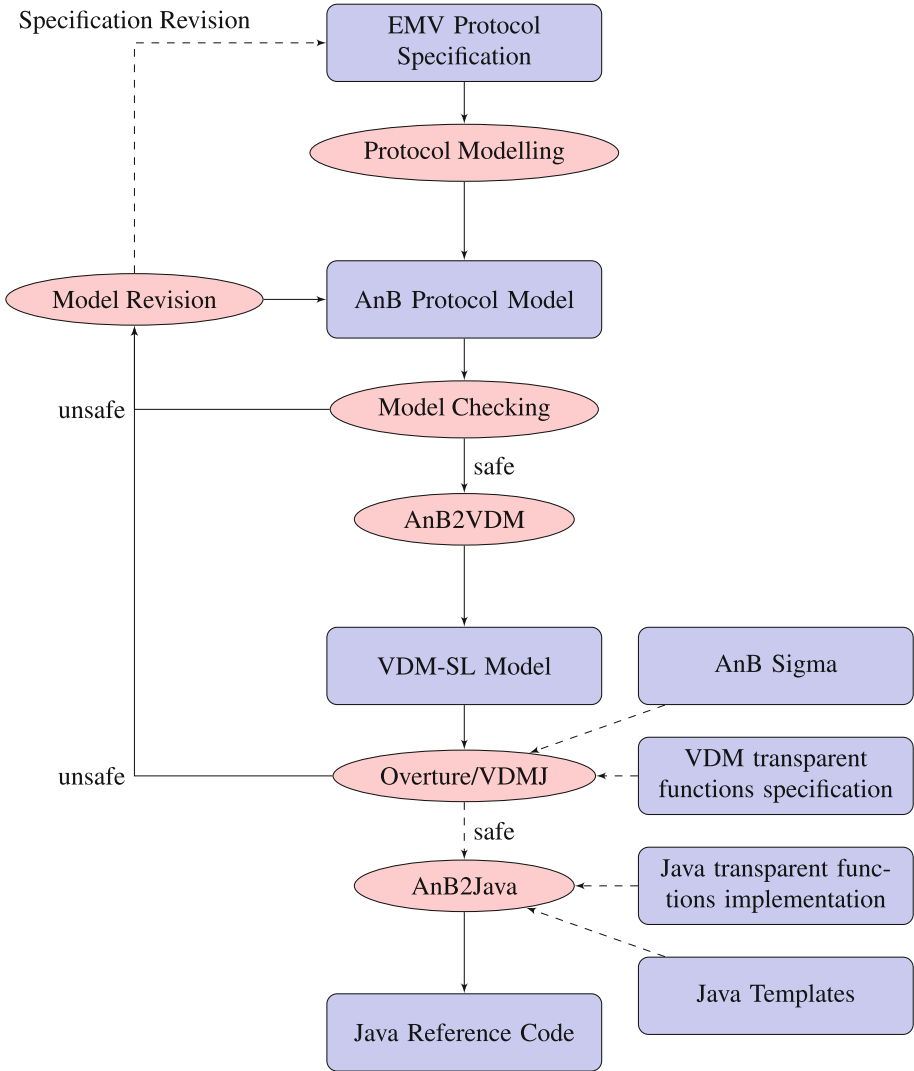 Specification Revision
EMV Protocol
Specification
Protocol Modelling
Model Revision
AnB Protocol Model
unsafe
Model Checking
safe
AnB2VDM
VDM-SL Model
AnB Sigma
unsafe
Overture/VDMJ
VDM transparent
functions specification
safe
AnB2Java
Java transparent func-
tions implementation
Java Templates
Java Reference Code